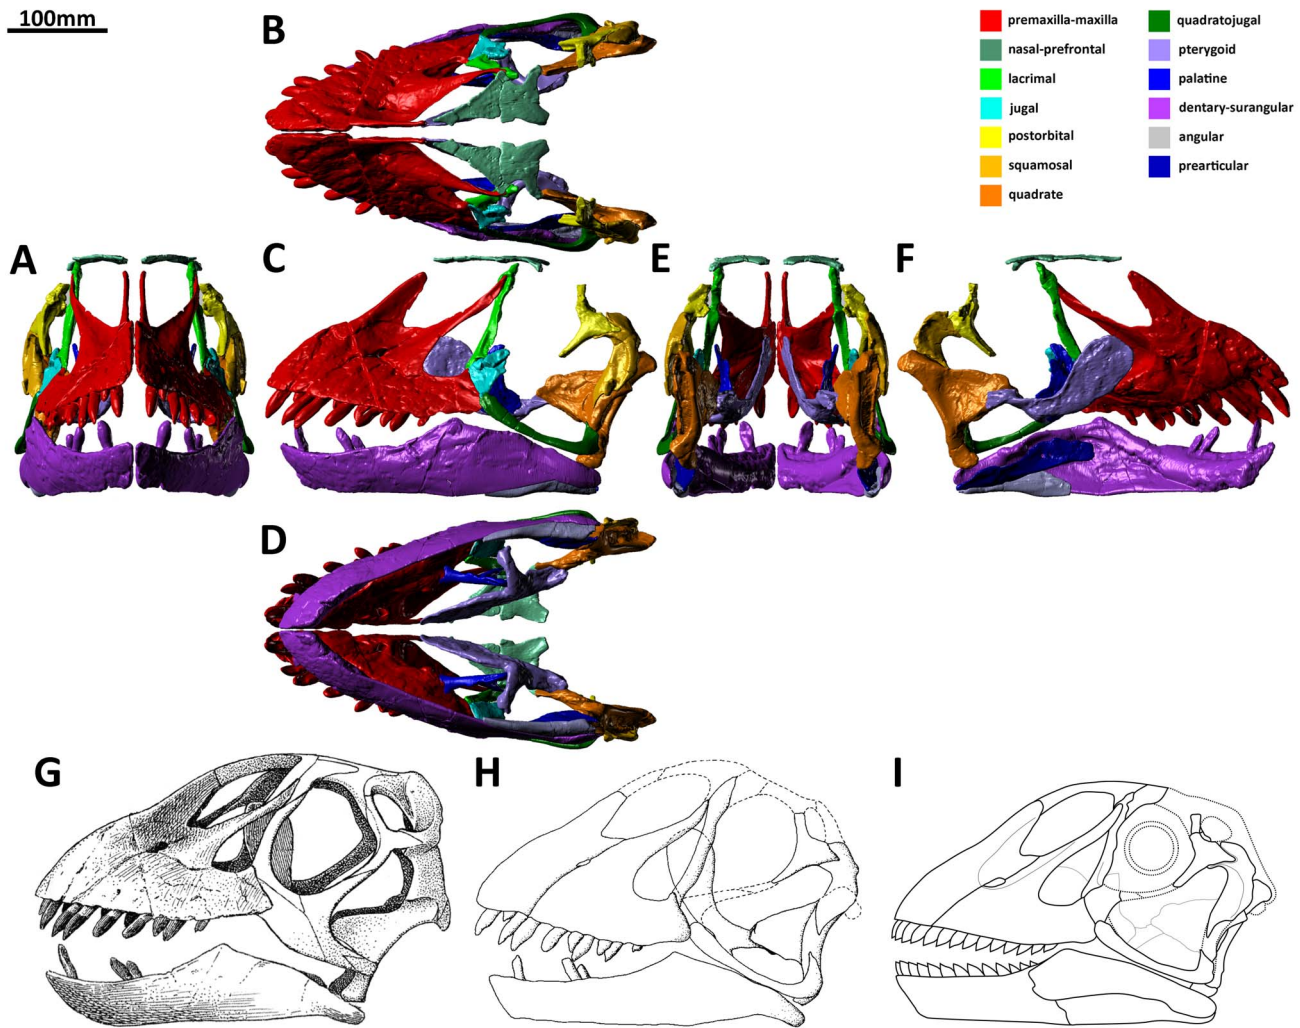 100mm
B
premaxilla-maxilla
nasal-prefrontal
lacrimal
jugal
postorbital
squamosal
quadrate
quadratojugal
pterygoid
palatine
dentary-surangular
angular
prearticular
A
C
E
F
D
G
H
I